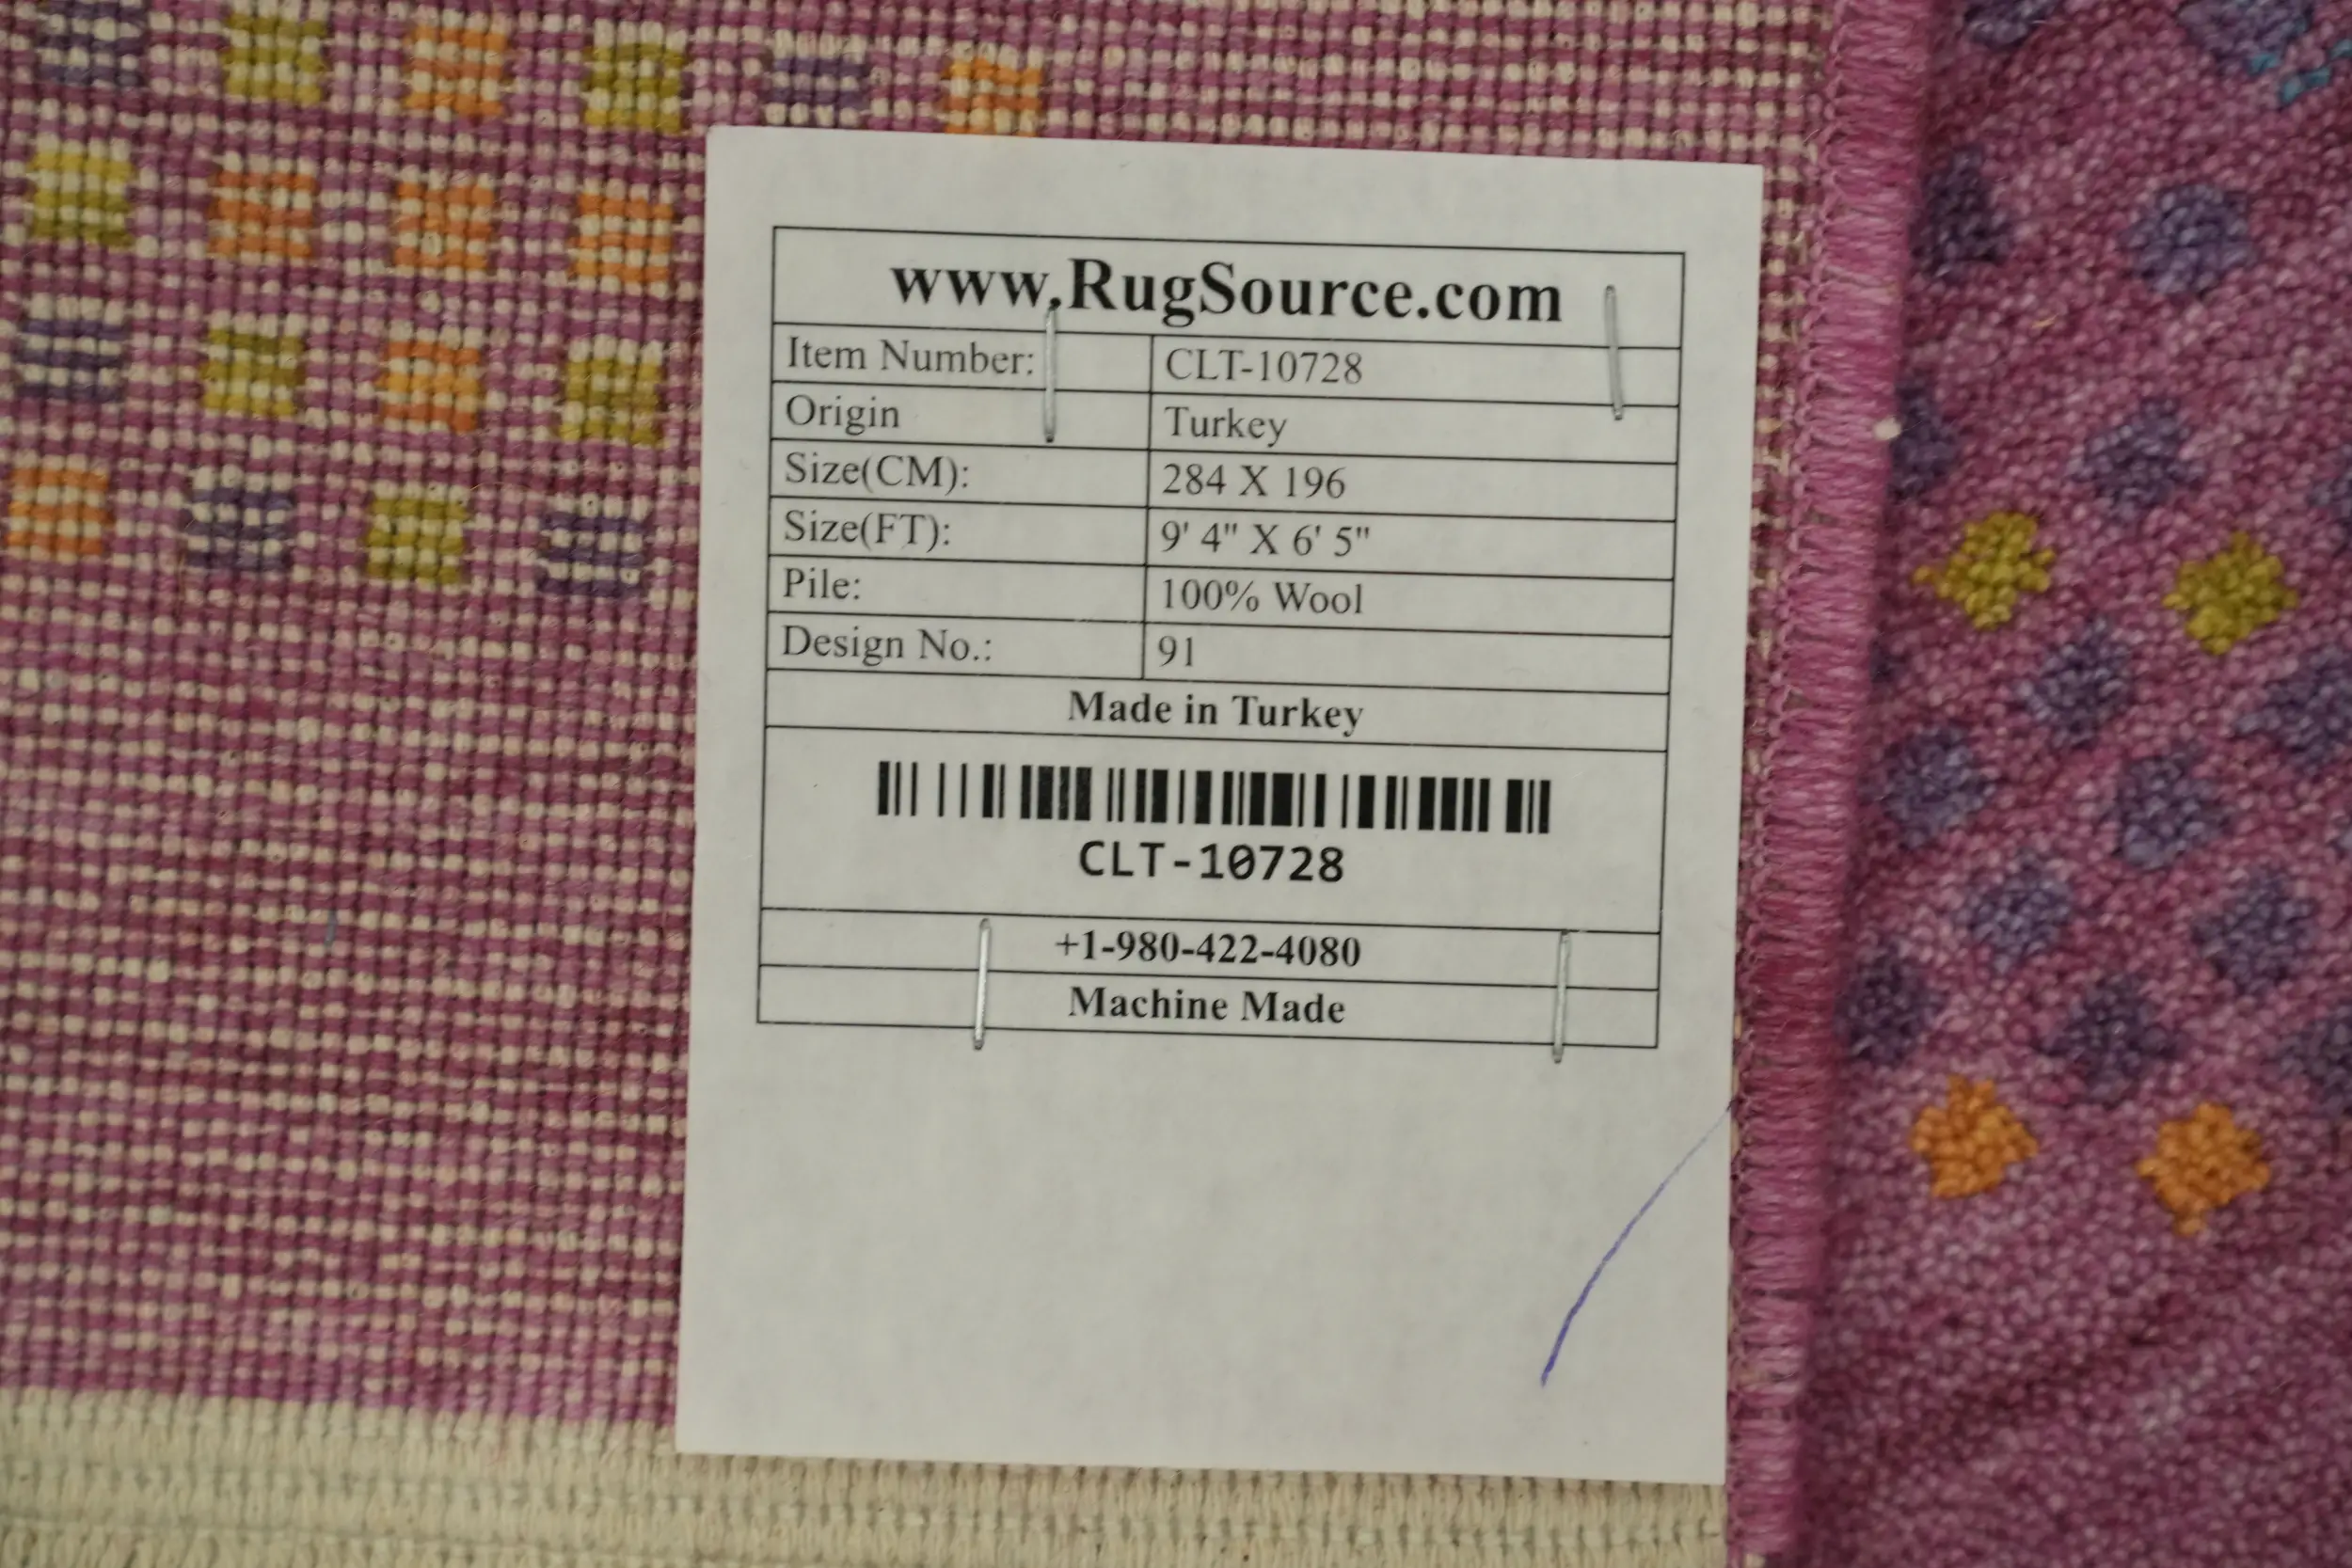 www.RugSource.com
Item Number: CLT-10728
Origin Turkey
Size(CM): 284 X 196
Size(FT): 9' 4" X 6' 5"
Pile: 100% Wool
Design No.: 91
Made in Turkey
CLT-10728
+1-980-422-4080
Machine Made